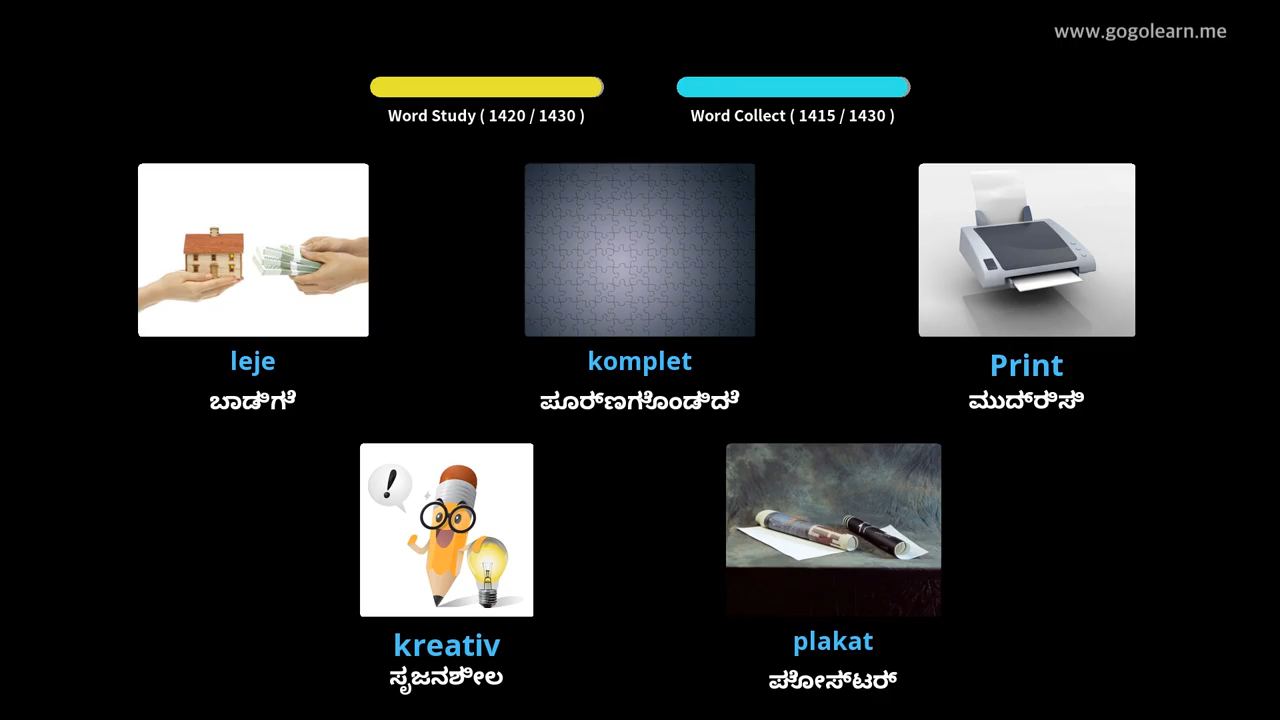 www.gogolearn.me
Word Study ( 1420 / 1430 )
Word Collect ( 1415 / 1430 )
leje
ಬಾಡಿಗೆ
komplet
ಪೂರ್ಣಗೊಂಡಿದೆ
Print
ಮುದ್ರಿಸಿ
kreativ
ಸೃಜನಶೀಲ
plakat
ಪೋಸ್ಟರ್